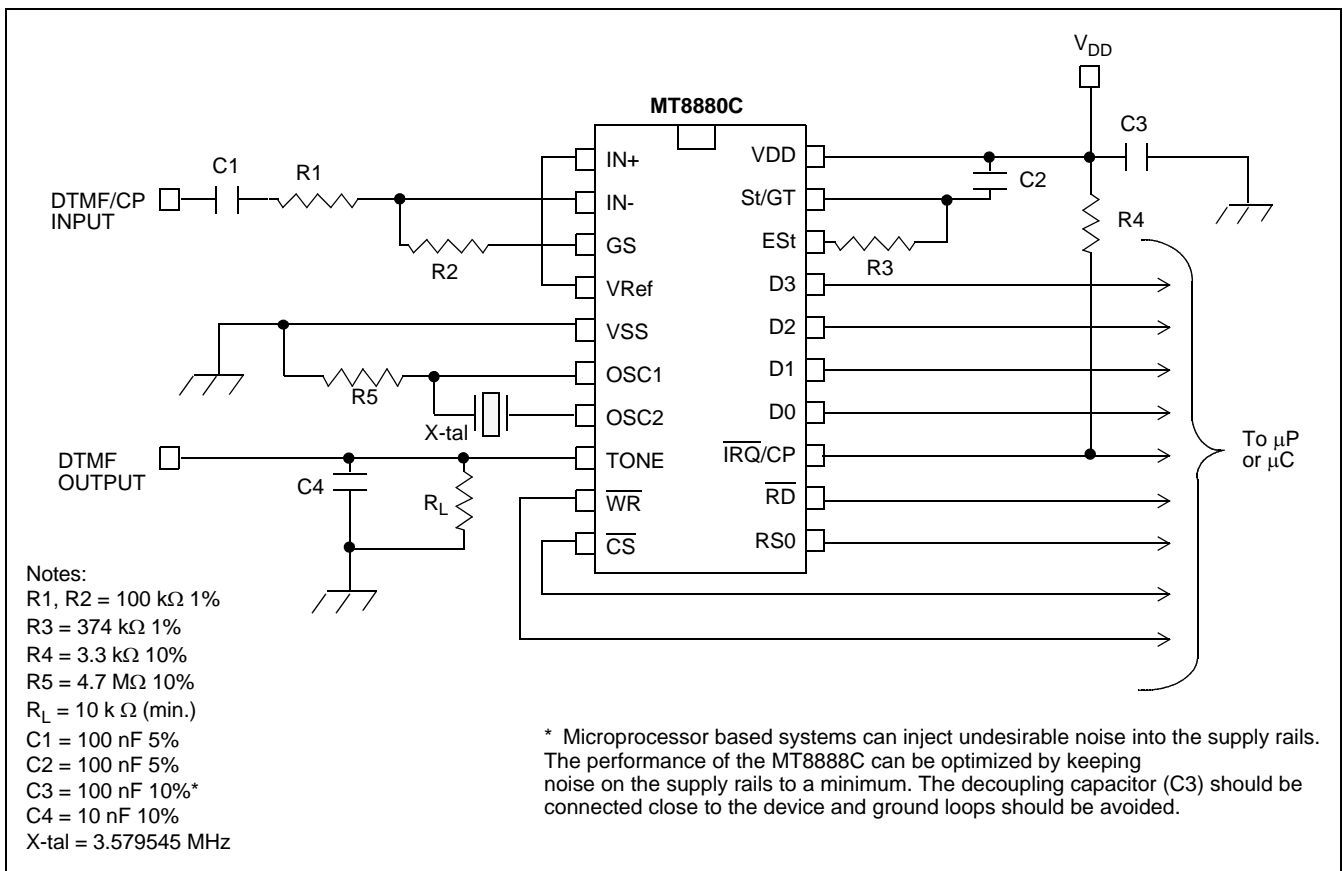 V_DD
MT8880C
C3
C1
R1
IN+
VDD
C2
DTMF/CP
INPUT
IN-
St/GT
R4
GS
ESt
R2
R3
VRef
D3
VSS
D2
OSC1
D1
R5
OSC2
D0
X-tal
DTMF
OUTPUT
TONE
I̅R̅Q̅/CP
To μP
or μC
C4
R_L
W̅R̅
R̅D̅
C̅S̅
RS0
Notes:
R1, R2 = 100 kΩ 1%
R3 = 374 kΩ 1%
R4 = 3.3 kΩ 10%
R5 = 4.7 MΩ 10%
R_L = 10 k Ω (min.)
C1 = 100 nF 5%
C2 = 100 nF 5%
C3 = 100 nF 10%*
C4 = 10 nF 10%
X-tal = 3.579545 MHz
* Microprocessor based systems can inject undesirable noise into the supply rails.
The performance of the MT8888C can be optimized by keeping
noise on the supply rails to a minimum. The decoupling capacitor (C3) should be
connected close to the device and ground loops should be avoided.